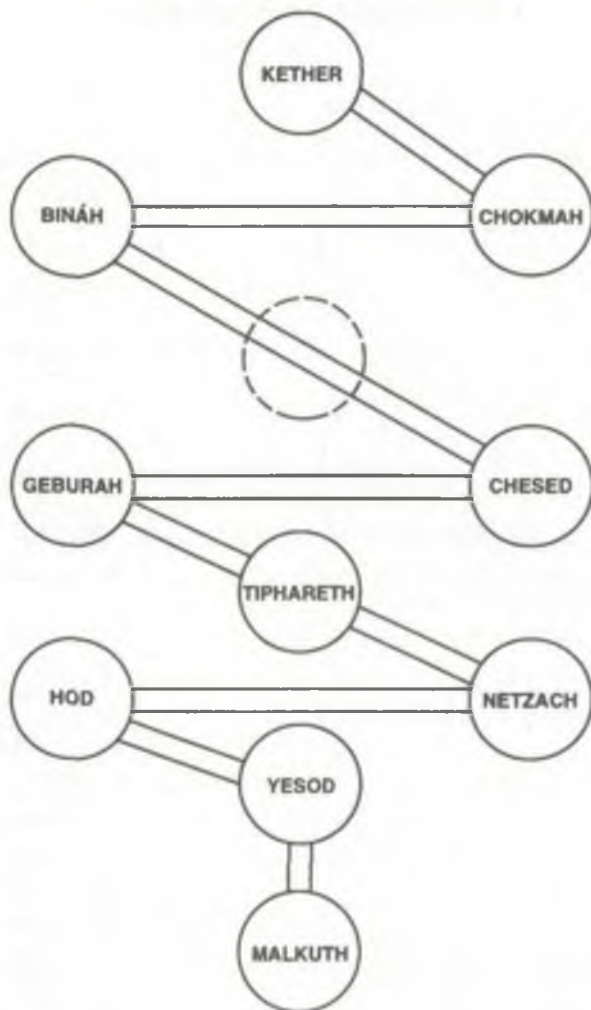 KETHER
BINÁH
CHOKMAH
GEBURAH
CHESED
TIPHARETH
HOD
NETZACH
YESOD
MALKUTH